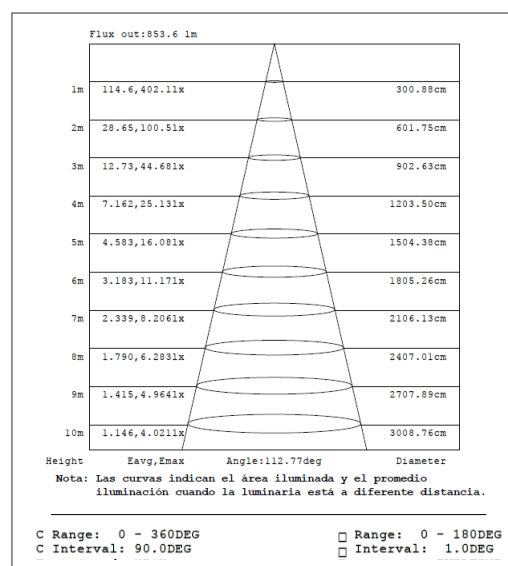 Flux out:853.6 lm
1m 114.6,402.1lx 300.88cm
2m 28.65,100.5lx 601.75cm
3m 12.73,44.68lx 902.63cm
4m 7.162,25.13lx 1203.50cm
5m 4.583,16.08lx 1504.38cm
6m 3.183,11.17lx 1805.26cm
7m 2.339,8.206lx 2106.13cm
8m 1.790,6.283lx 2407.01cm
9m 1.415,4.964lx 2707.89cm
10m 1.146,4.021lx 3008.76cm
Height Eavg,Emax Angle:112.77deg Diameter
Nota: Las curvas indican el área iluminada y el promedio
iluminación cuando la luminaria está a diferente distancia.
C Range: 0 - 360DEG □ Range: 0 - 180DEG
C Interval: 90.0DEG □ Interval: 1.0DEG